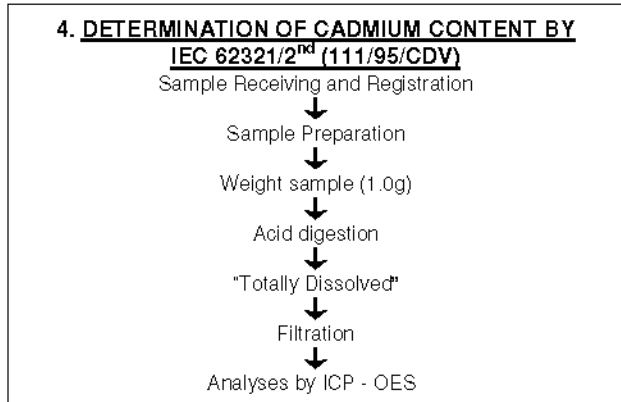 4. DETERMINATION OF CADMIUM CONTENT BY
IEC 62321/2nd (111/95/CDV)
Sample Receiving and Registration
Sample Preparation
Weight sample (1.0g)
Acid digestion
"Totally Dissolved"
Filtration
Analyses by ICP - OES